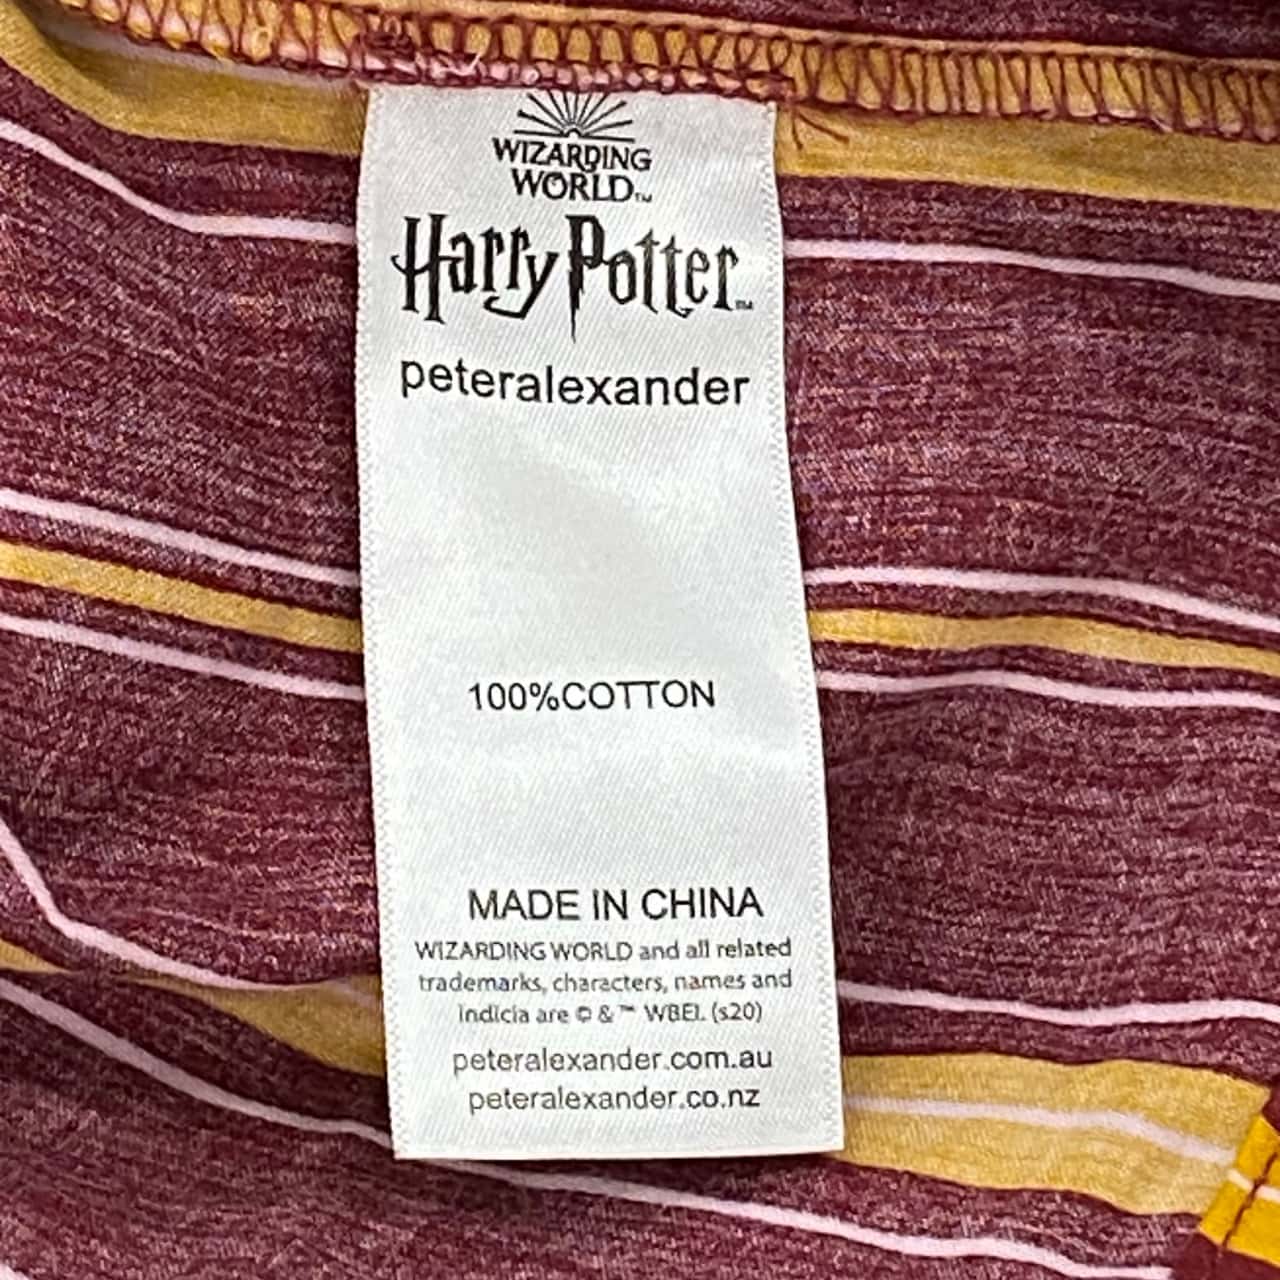 WIZARDING
WORLD™
Harry Potter™
peteralexander
100%COTTON
MADE IN CHINA
WIZARDING WORLD and all related
trademarks, characters, names and
indicia are © & ™ WBEI. (s20)
peteralexander.com.au
peteralexander.co.nz